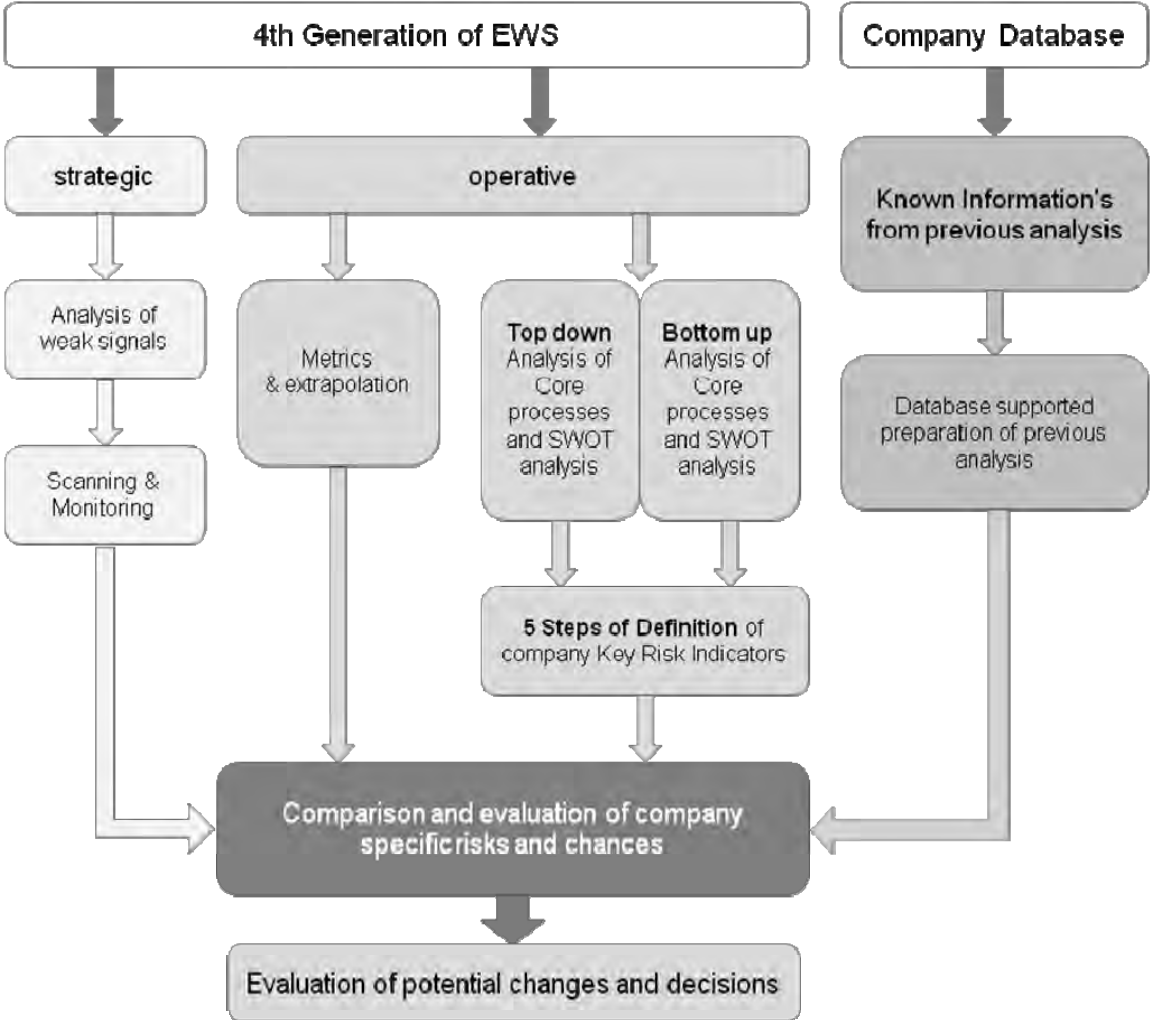 4th Generation of EWS
Company Database
strategic
operative
Known Information's
from previous analysis
Analysis of
weak signals
Metrics
& extrapolation
Top down
Analysis of
Core
processes
and SWOT
analysis
Bottom up
Analysis of
Core
processes
and SWOT
analysis
Database supported
preparation of previous
analysis
Scanning &
Monitoring
5 Steps of Definition of
company Key Risk Indicators
Comparison and evaluation of company
specific risks and chances
Evaluation of potential changes and decisions